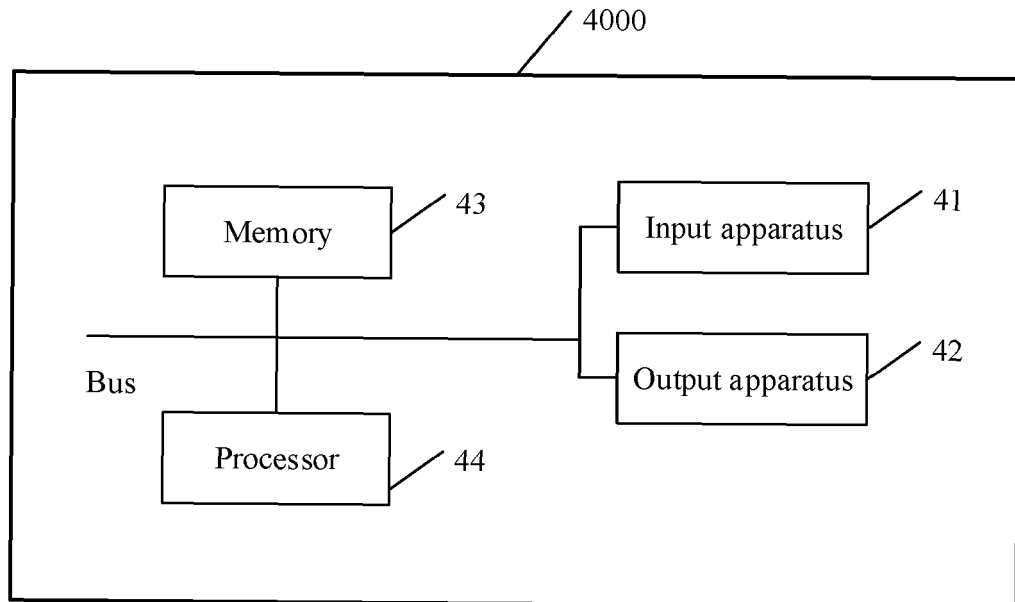 4000
43
Memory
41
Input apparatus
Bus
42
Output apparatus
Processor
44